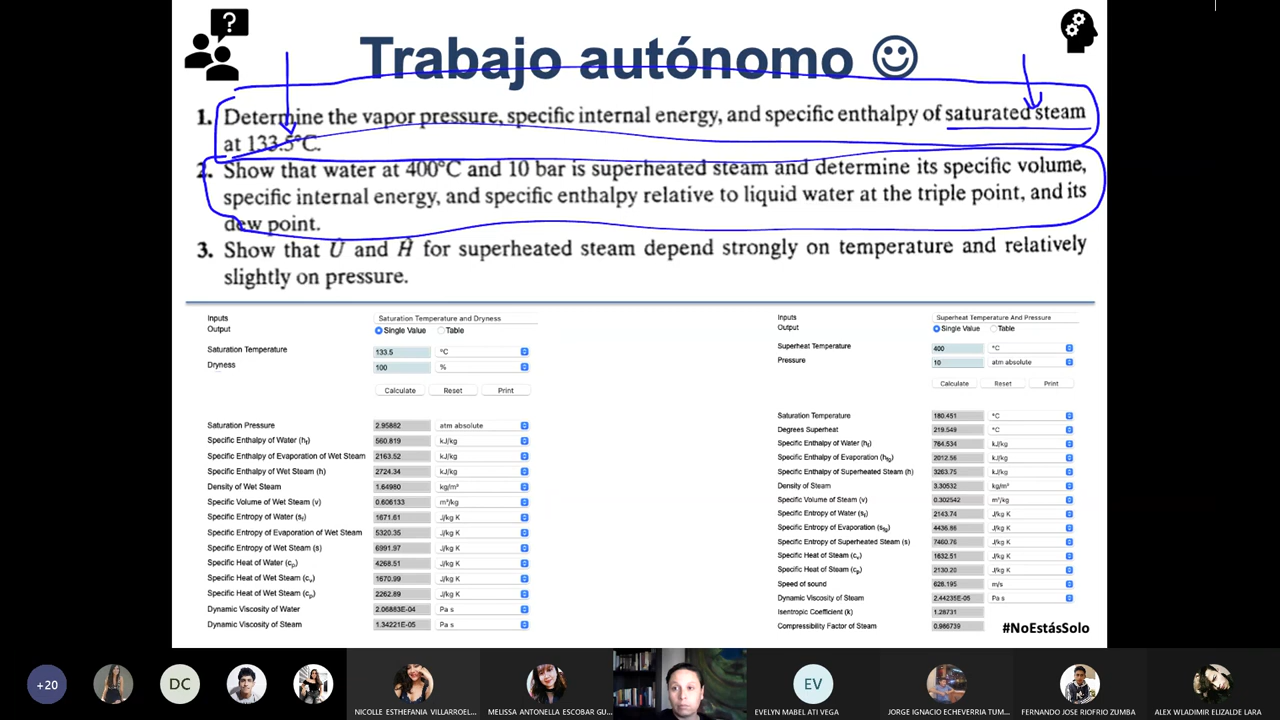 Trabajo autónomo
1. Determine the vapor pressure, specific internal energy, and specific enthalpy of saturated steam
at 133.5°C.
2. Show that water at 400°C and 10 bar is superheated steam and determine its specific volume,
specific internal energy, and specific enthalpy relative to liquid water at the triple point, and its
dew point.
3. Show that Û and Ĥ for superheated steam depend strongly on temperature and relatively
slightly on pressure.
Inputs Saturation Temperature and Dryness
Output Single Value Table
Saturation Temperature 133.5 °C
Dryness 100 %
Calculate Reset Print
Saturation Pressure 2.95882 atm absolute
Specific Enthalpy of Water (hf) 560.819 kJ/kg
Specific Enthalpy of Evaporation of Wet Steam 2163.52 kJ/kg
Specific Enthalpy of Wet Steam (h) 2724.34 kJ/kg
Density of Wet Steam 1.64980 kg/m³
Specific Volume of Wet Steam (v) 0.606133 m³/kg
Specific Entropy of Water (sf) 1671.61 J/kg K
Specific Entropy of Evaporation of Wet Steam 5320.35 J/kg K
Specific Entropy of Wet Steam (s) 6991.97 J/kg K
Specific Heat of Water (cp) 4268.51 J/kg K
Specific Heat of Wet Steam (cv) 1670.99 J/kg K
Specific Heat of Wet Steam (cp) 2262.89 J/kg K
Dynamic Viscosity of Water 2.06883E-04 Pa s
Dynamic Viscosity of Steam 1.34221E-05 Pa s
Inputs Superheat Temperature And Pressure
Output Single Value Table
Superheat Temperature 400 °C
Pressure 10 atm absolute
Calculate Reset Print
Saturation Temperature 180.451 °C
Degrees Superheat 219.549 °C
Specific Enthalpy of Water (hf) 764.534 kJ/kg
Specific Enthalpy of Evaporation (hfg) 2012.56 kJ/kg
Specific Enthalpy of Superheated Steam (h) 3263.75 kJ/kg
Density of Steam 3.30532 kg/m³
Specific Volume of Steam (v) 0.302542 m³/kg
Specific Entropy of Water (sf) 2143.74 J/kg K
Specific Entropy of Evaporation (sfg) 4436.86 J/kg K
Specific Entropy of Superheated Steam (s) 7460.76 J/kg K
Specific Heat of Steam (cv) 1632.51 J/kg K
Specific Heat of Steam (cp) 2130.20 J/kg K
Speed of sound 628.195 m/s
Dynamic Viscosity of Steam 2.44235E-05 Pa s
Isentropic Coefficient (k) 1.28731
Compressibility Factor of Steam 0.986739
#NoEstásSolo
+20
DC
EV
NICOLLE ESTHEFANIA VILLARROEL...
MELISSA ANTONELLA ESCOBAR GU...
EVELYN MABEL ATI VEGA
JORGE IGNACIO ECHEVERRIA TUM...
FERNANDO JOSE RIOFRIO ZUMBA
ALEX WLADIMIR ELIZALDE LARA